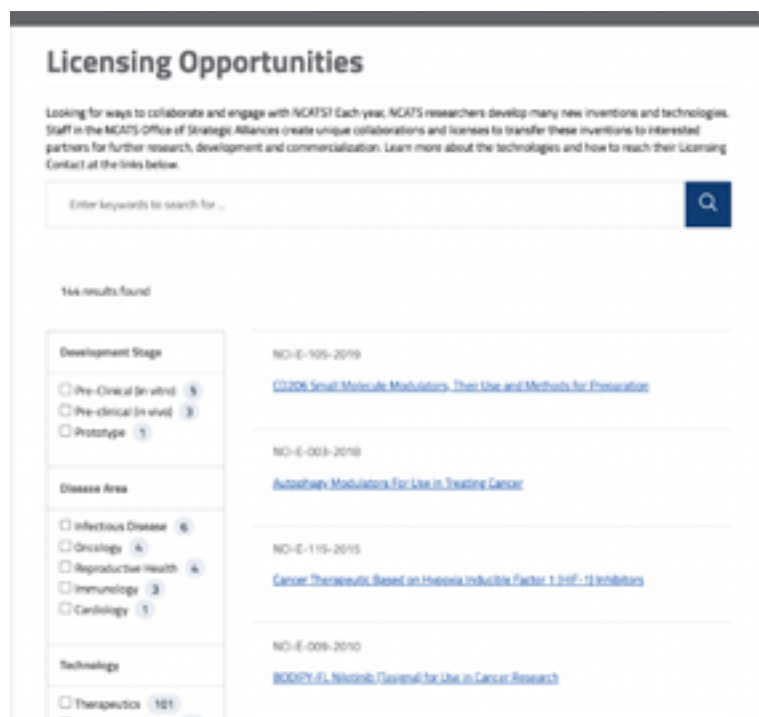 Licensing Opportunities
Looking for ways to collaborate and engage with NCATS? Each year, NCATS researchers develop many new inventions and technologies.
Staff in the NCATS Office of Strategic Alliances create unique collaborations and licenses to transfer these inventions to interested
partners for further research, development and commercialization. Learn more about the technologies and how to reach their Licensing
Contact at the links below.
Enter keywords to search for ...
144 results found
Development Stage
Pre-Clinical (in vitro) 5
Pre-clinical (in vivo) 3
Prototype 1
Disease Area
Infectious Disease 6
Oncology 4
Reproductive Health 4
Immunology 3
Cardiology 1
Technology
Therapeutics 101
NCI-E-105-2019
CD206 Small Molecule Modulators, Their Use and Methods for Preparation
NCI-E-003-2018
Autophagy Modulators For Use in Treating Cancer
NCI-E-115-2015
Cancer Therapeutic Based on Hypoxia Inducible Factor 1 (HIF-1) Inhibitors
NCI-E-009-2010
BODIPY-FL Nilotinib (Tasigna) for Use in Cancer Research